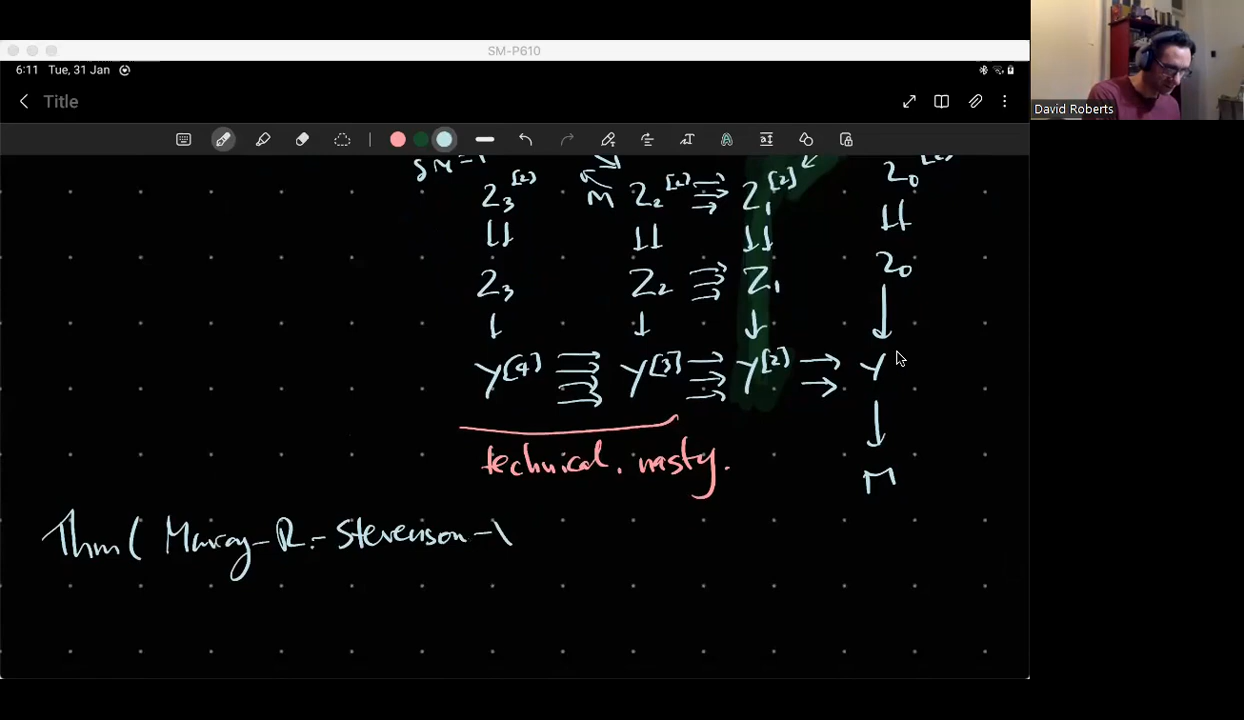 SM-P610
6:11 Tue, 31 Jan
Title
David Roberts
Z₃^[2] M Z₂^[2] ⇉ Z₁^[2] Z₀
⇊ ⇊ ⇊ ⇊
Z₃ Z₂ ⇉ Z₁ Z₀
↓ ↓ ↓ ↓
Y^[4] ⇉ Y^[3] ⇉ Y^[2] ⇉ Y
↓
technical. nasty.
M
Thm ( Murray-R.-Stevenson-